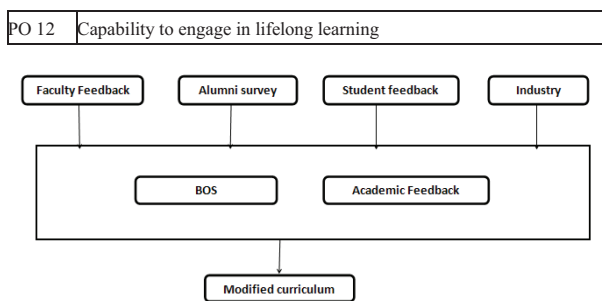 PO 12 Capability to engage in lifelong learning
Faculty Feedback Alumni survey Student feedback Industry
BOS Academic Feedback
Modified curriculum